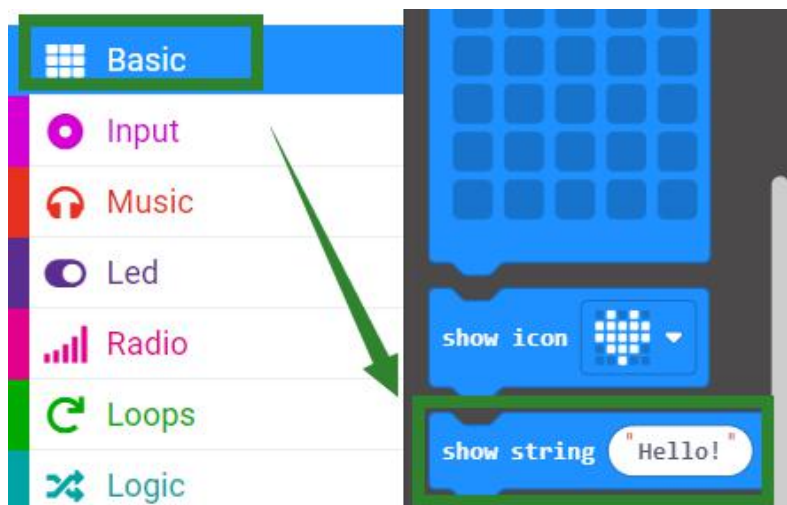 Basic
Input
Music
Led
Radio
Loops
Logic
show icon
show string "Hello!"